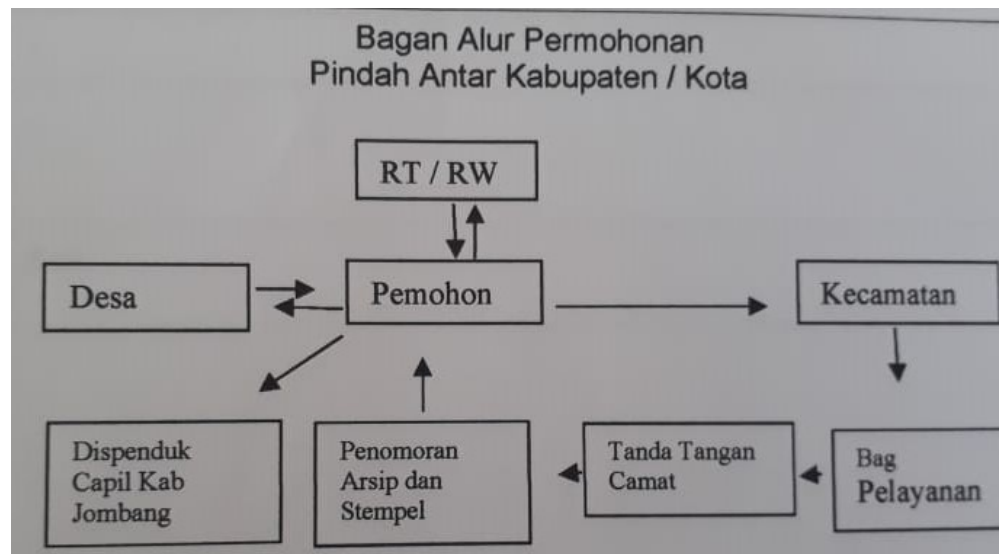 Bagan Alur Permohonan
Pindah Antar Kabupaten / Kota
RT / RW
Desa
Pemohon
Kecamatan
Dispenduk
Capil Kab
Jombang
Penomoran
Arsip dan
Stempel
Tanda Tangan
Camat
Bag
Pelayanan